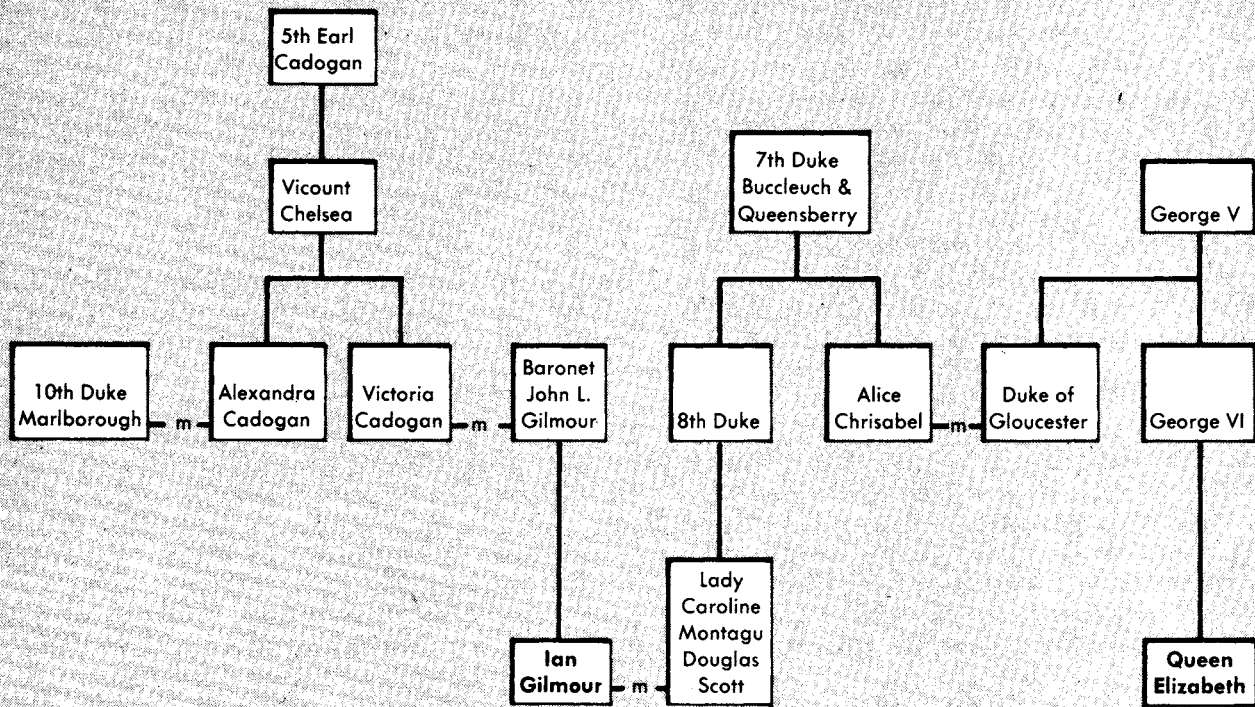 5th Earl
Cadogan
Vicount
Chelsea
7th Duke
Buccleuch &
Queensberry
George V
10th Duke
Marlborough
m
Alexandra
Cadogan
Victoria
Cadogan
m
Baronet
John L.
Gilmour
8th Duke
Alice
Chrisabel
m
Duke of
Gloucester
George VI
Ian
Gilmour
m
Lady
Caroline
Montagu
Douglas
Scott
Queen
Elizabeth